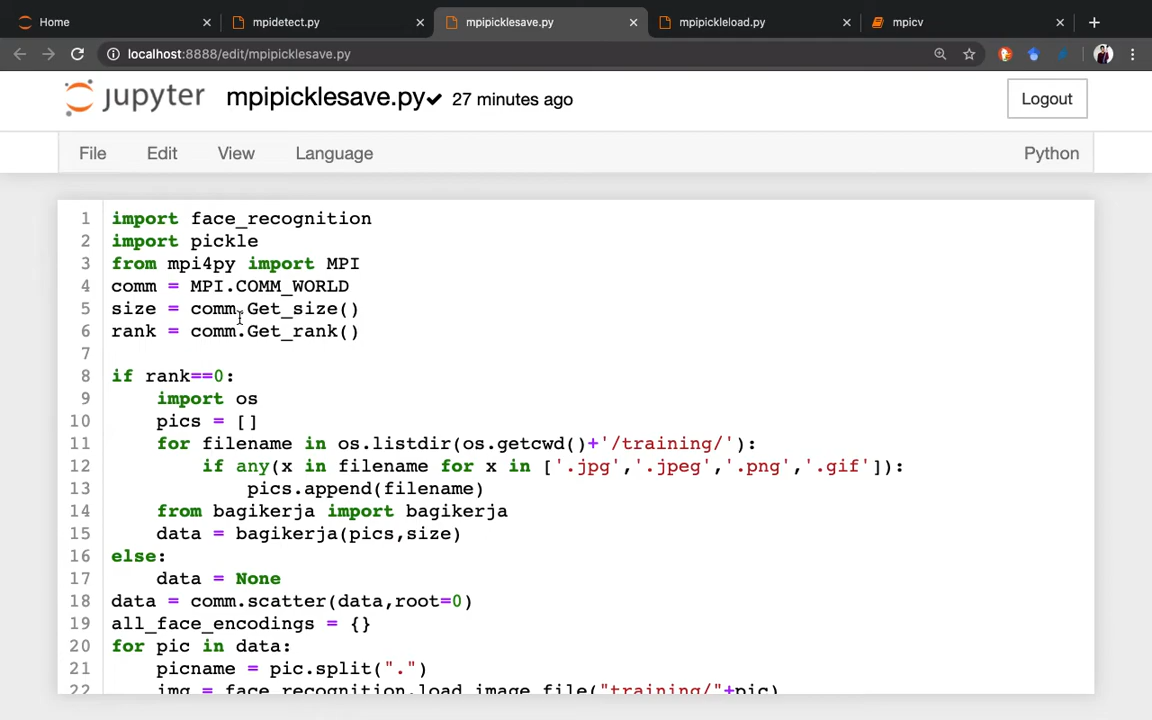 Home
mpidetect.py
mpipicklesave.py
mpipickleload.py
mpicv
localhost:8888/edit/mpipicklesave.py
jupyter
mpipicklesave.py✔ 27 minutes ago
Logout
File Edit View Language
Python
1 import face_recognition
2 import pickle
3 from mpi4py import MPI
4 comm = MPI.COMM_WORLD
5 size = comm.Get_size()
6 rank = comm.Get_rank()
7
8 if rank==0:
9     import os
10     pics = []
11     for filename in os.listdir(os.getcwd()+'/training/'):
12         if any(x in filename for x in ['.jpg','.jpeg','.png','.gif']):
13             pics.append(filename)
14     from bagikerja import bagikerja
15     data = bagikerja(pics,size)
16 else:
17     data = None
18 data = comm.scatter(data,root=0)
19 all_face_encodings = {}
20 for pic in data:
21     picname = pic.split(".")
22     img = face_recognition.load_image_file("training/"+pic)